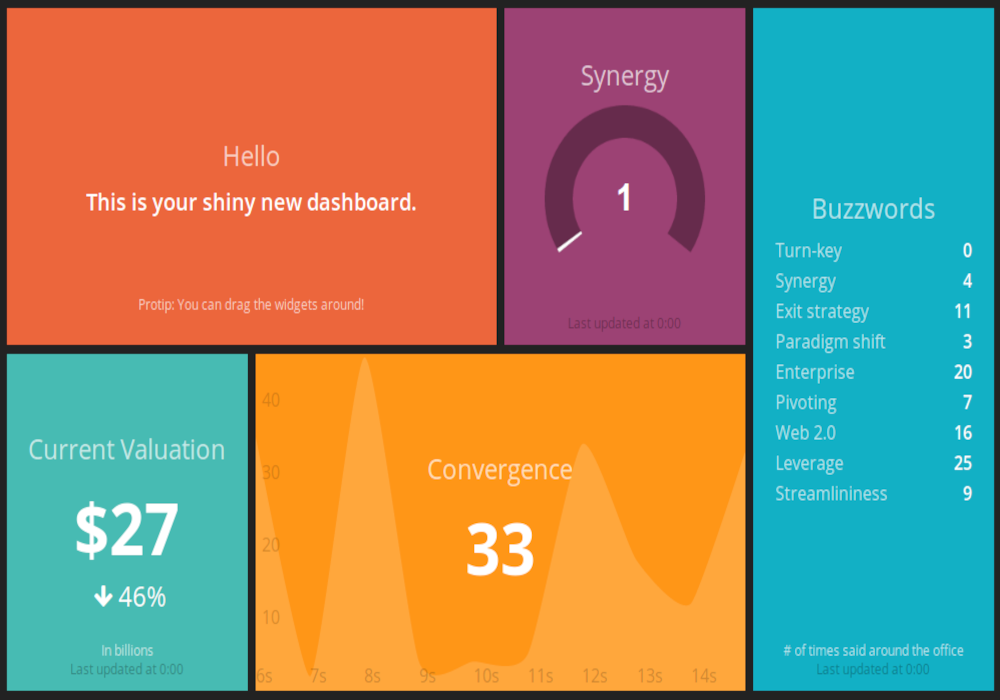 Hello
This is your shiny new dashboard.
Protip: You can drag the widgets around!
Synergy
1
Last updated at 0:00
Buzzwords
Turn-key 0
Synergy 4
Exit strategy 11
Paradigm shift 3
Enterprise 20
Pivoting 7
Web 2.0 16
Leverage 25
Streamlininess 9
# of times said around the office
Last updated at 0:00
Current Valuation
$27
46%
In billions
Last updated at 0:00
Convergence
33
40
30
20
10
6s 7s 8s 9s 10s 11s 12s 13s 14s